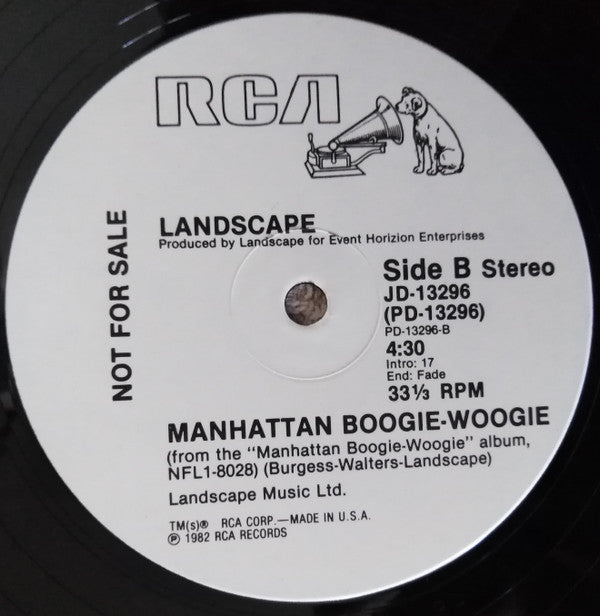 RCA
NOT FOR SALE
LANDSCAPE
Produced by Landscape for Event Horizion Enterprises
Side B Stereo
JD-13296
(PD-13296)
PD-13296-B
4:30
Intro: 17
End: Fade
33⅓ RPM
MANHATTAN BOOGIE-WOOGIE
(from the "Manhattan Boogie-Woogie" album,
NFL1-8028) (Burgess-Walters-Landscape)
Landscape Music Ltd.
TM(s)® RCA CORP.—MADE IN U.S.A.
℗ 1982 RCA RECORDS